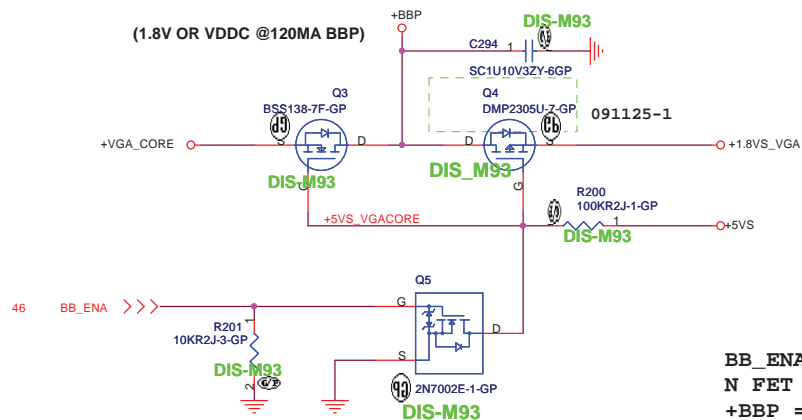 +BBP
(1.8V OR VDDC @120MA BBP)
DIS-M93
C294
1
SC1U10V3ZY-6GP
Q3
BSS138-7F-GP
Q4
DMP2305U-7-GP
091125-1
+VGA_CORE
S
D
D
S
+1.8VS_VGA
DIS-M93
DIS_M93
G
G
R200
100KR2J-1-GP
+5VS_VGACORE
1
+5VS
DIS-M93
Q5
46
BB_ENA
G
D
1
R201
10KR2J-3-GP
S
DIS-M93
2
G/P
2N7002E-1-GP
DIS-M93
BB_ENA
N FET
+BBP =